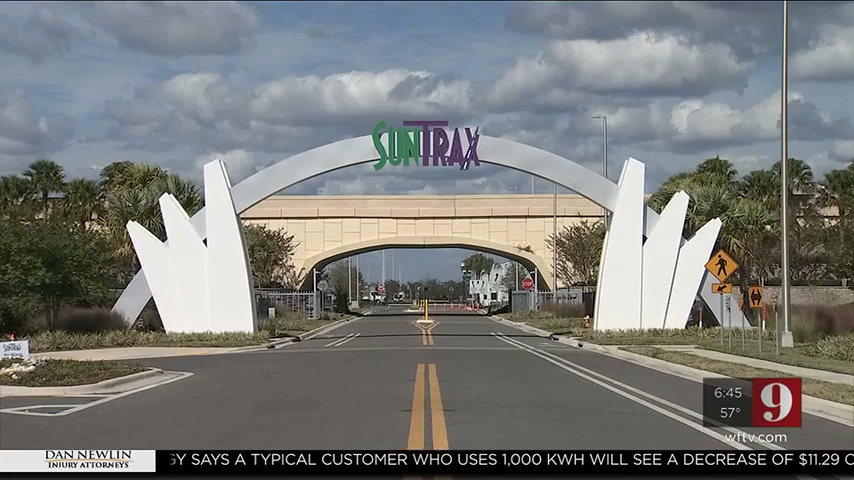 SUNTRAX
6:45
57°
9
wftv.com
DAN NEWLIN
INJURY ATTORNEYS
GY SAYS A TYPICAL CUSTOMER WHO USES 1,000 KWH WILL SEE A DECREASE OF $11.29 O